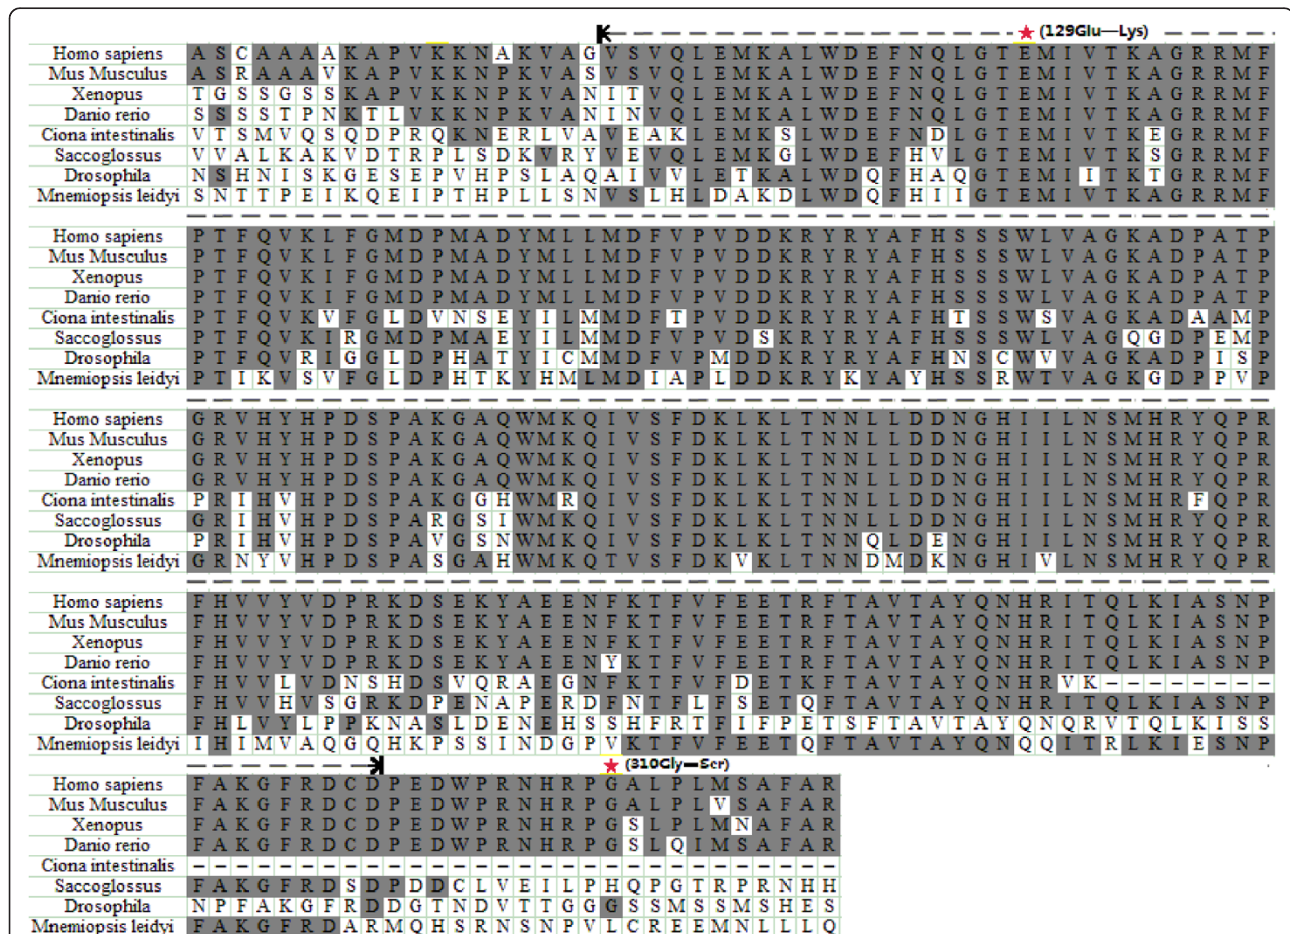 (129Glu—Lys)
Homo sapiens A S C A A A A K A P V K K N A K V A G V S V Q L E M K A L W D E F N Q L G T E M I V T K A G R R M F
Mus Musculus A S R A A A V K A P V K K N P K V A S V S V Q L E M K A L W D E F N Q L G T E M I V T K A G R R M F
Xenopus T G S S G S S K A P V K K N P K V A N I T V Q L E M K A L W D E F N Q L G T E M I V T K A G R R M F
Danio rerio S S S S T P N K T L V K K N P K V A N I N V Q L E M K A L W D E F N Q L G T E M I V T K A G R R M F
Ciona intestinalis V T S M V Q S Q D P R Q K N E R L V A V E A K L E M K S L W D E F N D L G T E M I V T K E G R R M F
Saccoglossus V V A L K A K V D T R P L S D K V R Y V E V Q L E M K G L W D E F H V L G T E M I V T K S G R R M F
Drosophila N S H N I S K G E S E P V H P S L A Q A I V V L E T K A L W D Q F H A Q G T E M I I T K T G R R M F
Mnemiopsis leidyi S N T T P E I K Q E I P T H P L L S N V S L H L D A K D L W D Q F H I I G T E M I V T K A G R R M F
Homo sapiens P T F Q V K L F G M D P M A D Y M L L M D F V P V D D K R Y R Y A F H S S S W L V A G K A D P A T P
Mus Musculus P T F Q V K L F G M D P M A D Y M L L M D F V P V D D K R Y R Y A F H S S S W L V A G K A D P A T P
Xenopus P T F Q V K I F G M D P M A D Y M L L M D F V P V D D K R Y R Y A F H S S S W L V A G K A D P A T P
Danio rerio P T F Q V K I F G M D P M A D Y M L L M D F V P V D D K R Y R Y A F H S S S W L V A G K A D P A T P
Ciona intestinalis P T F Q V K V F G L D V N S E Y I L M M D F T P V D D K R Y R Y A F H T S S W S V A G K A D A A M P
Saccoglossus P T F Q V K I R G M D P M A E Y I L M M D F V P V D S K R Y R Y A F H S S S W L V A G Q G D P E M P
Drosophila P T F Q V R I G G L D P H A T Y I C M M D F V P M D D K R Y R Y A F H N S C W V V A G K A D P I S P
Mnemiopsis leidyi P T I K V S V F G L D P H T K Y H M L M D I A P L D D K R Y K Y A Y H S S R W T V A G K G D P P V P
Homo sapiens G R V H Y H P D S P A K G A Q W M K Q I V S F D K L K L T N N L L D D N G H I I L N S M H R Y Q P R
Mus Musculus G R V H Y H P D S P A K G A Q W M K Q I V S F D K L K L T N N L L D D N G H I I L N S M H R Y Q P R
Xenopus G R V H Y H P D S P A K G A Q W M K Q I V S F D K L K L T N N L L D D N G H I I L N S M H R Y Q P R
Danio rerio G R V H Y H P D S P A K G A Q W M K Q I V S F D K L K L T N N L L D D N G H I I L N S M H R Y Q P R
Ciona intestinalis P R I H V H P D S P A K G G H W M R Q I V S F D K L K L T N N L L D D N G H I I L N S M H R F Q P R
Saccoglossus G R I H V H P D S P A R G S I W M K Q I V S F D K L K L T N N L L D D N G H I I L N S M H R Y Q P R
Drosophila P R I H V H P D S P A V G S N W M K Q I V S F D K L K L T N N Q L D E N G H I I L N S M H R Y Q P R
Mnemiopsis leidyi G R N Y V H P D S P A S G A H W M K Q T V S F D K V K L T N N D M D K N G H I V L N S M H R Y Q P R
Homo sapiens F H V V Y V D P R K D S E K Y A E E N F K T F V F E E T R F T A V T A Y Q N H R I T Q L K I A S N P
Mus Musculus F H V V Y V D P R K D S E K Y A E E N F K T F V F E E T R F T A V T A Y Q N H R I T Q L K I A S N P
Xenopus F H V V Y V D P R K D S E K Y A E E N F K T F V F E E T R F T A V T A Y Q N H R I T Q L K I A S N P
Danio rerio F H V V Y V D P R K D S E K Y A E E N Y K T F V F E E T R F T A V T A Y Q N H R I T Q L K I A S N P
Ciona intestinalis F H V V L V D N S H D S V Q R A E G N F K T F V F D E T K F T A V T A Y Q N H R V K - - - - - - - -
Saccoglossus F H V V H V S G R K D P E N A P E R D F N T F L F S E T Q F T A V T A Y Q N H R I T Q L K I A S N P
Drosophila F H L V Y L P P K N A S L D E N E H S S H F R T F I F P E T S F T A V T A Y Q N Q R V T Q L K I S S
Mnemiopsis leidyi I H I M V A Q G Q H K P S S I N D G P V K T F V F E E T Q F T A V T A Y Q N Q Q I T R L K I E S N P
(310Gly—Ser)
Homo sapiens F A K G F R D C D P E D W P R N H R P G A L P L M S A F A R
Mus Musculus F A K G F R D C D P E D W P R N H R P G A L P L V S A F A R
Xenopus F A K G F R D C D P E D W P R N H R P G S L P L M N A F A R
Danio rerio F A K G F R D C D P E D W P R N H R P G S L Q I M S A F A R
Ciona intestinalis - - - - - - - - - - - - - - - - - - - - - - - - - - - - - -
Saccoglossus F A K G F R D S D P D D C L V E I L P H Q P G T R P R N H H
Drosophila N P F A K G F R D D G T N D V T T G G G S S M S S M S H E S
Mnemiopsis leidyi F A K G F R D A R M Q H S R N S N P V L C R E E M N L L L Q